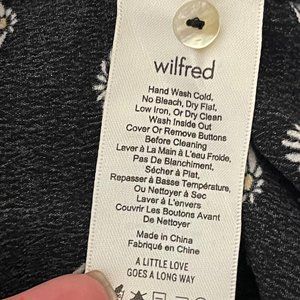 wilfred
Hand Wash Cold,
No Bleach, Dry Flat,
Low Iron, Or Dry Clean
Wash Inside Out
Cover Or Remove Buttons
Before Cleaning
Laver à La Main à L'eau Froide,
Pas De Blanchiment,
Sécher à Plat,
Repasser à Basse Température,
Ou Nettoyer à Sec
Laver à L'envers
Couvrir Les Boutons Avant
De Nettoyer
Made in China
Fabriqué en Chine
A LITTLE LOVE
GOES A LONG WAY